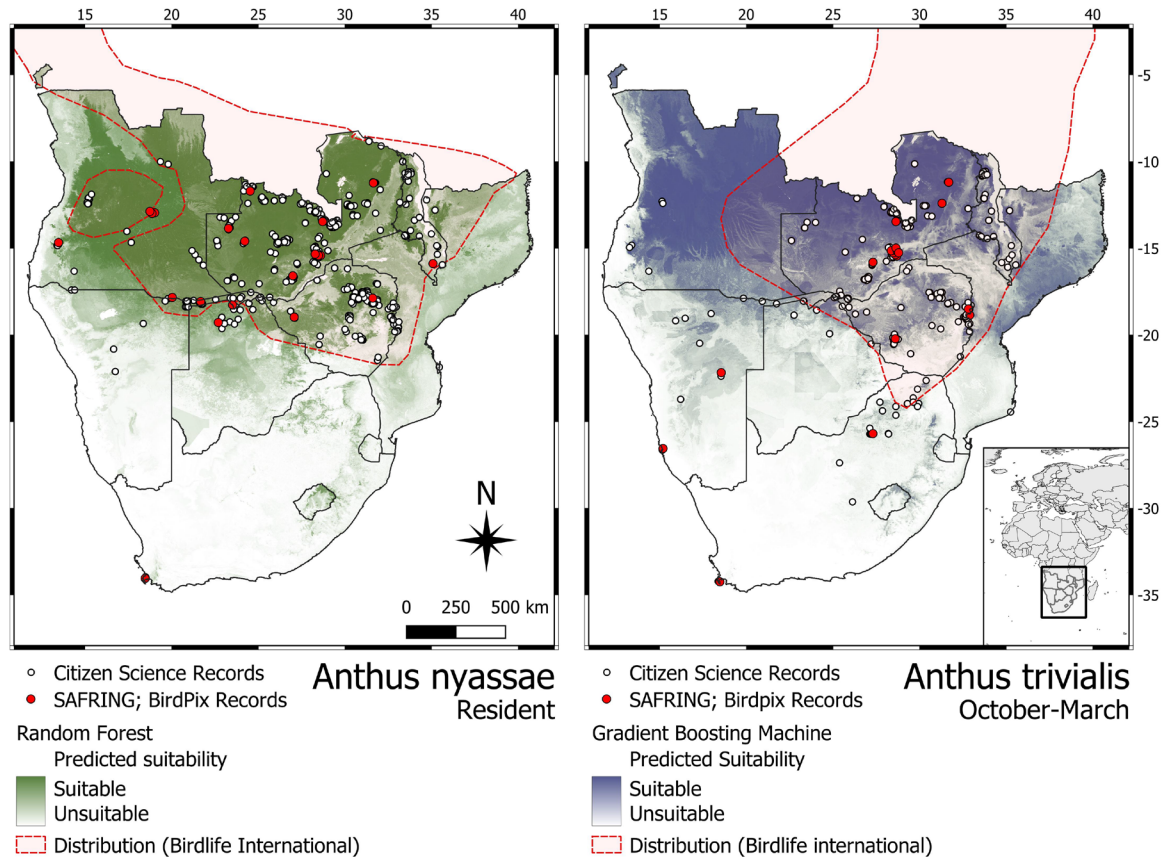 15 20 25 30 35 40 15 20 25 30 35 40
-5
-10
-15
-20
-25
-30
-35
N
0 250 500 km
Citizen Science Records
SAFRING; BirdPix Records
Anthus nyassae
Resident
Random Forest
Predicted suitability
Suitable
Unsuitable
Distribution (Birdlife International)
Citizen Science Records
SAFRING; Birdpix Records
Anthus trivialis
October-March
Gradient Boosting Machine
Predicted Suitability
Suitable
Unsuitable
Distribution (Birdlife international)